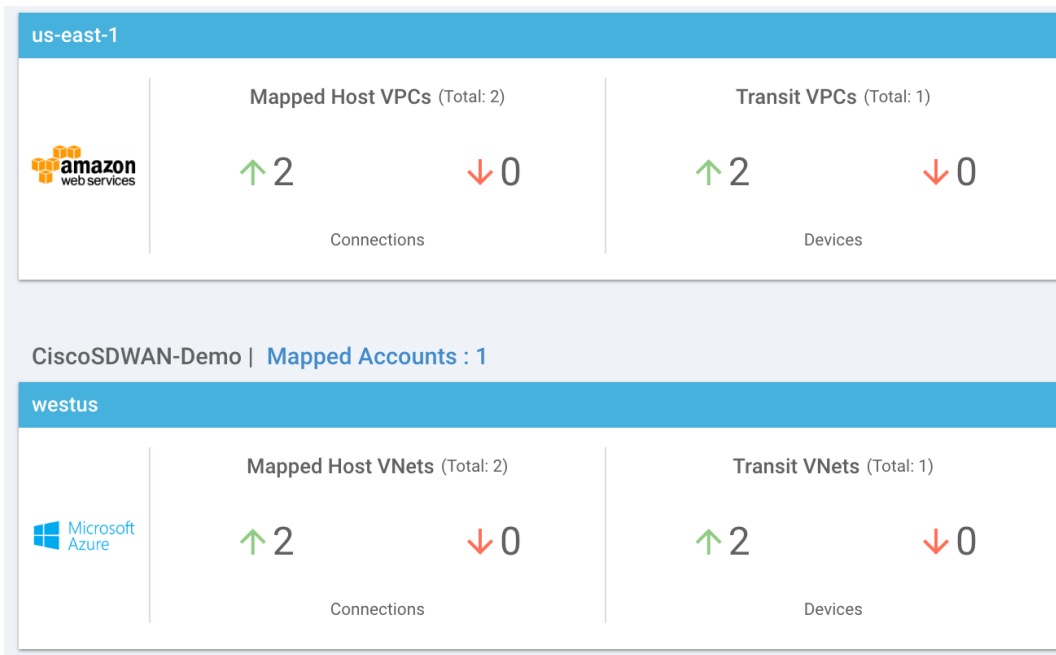 us-east-1
Mapped Host VPCs (Total: 2)
Transit VPCs (Total: 1)
amazon
web services
2
0
2
0
Connections
Devices
CiscoSDWAN-Demo | Mapped Accounts : 1
westus
Mapped Host VNets (Total: 2)
Transit VNets (Total: 1)
Microsoft
Azure
2
0
2
0
Connections
Devices